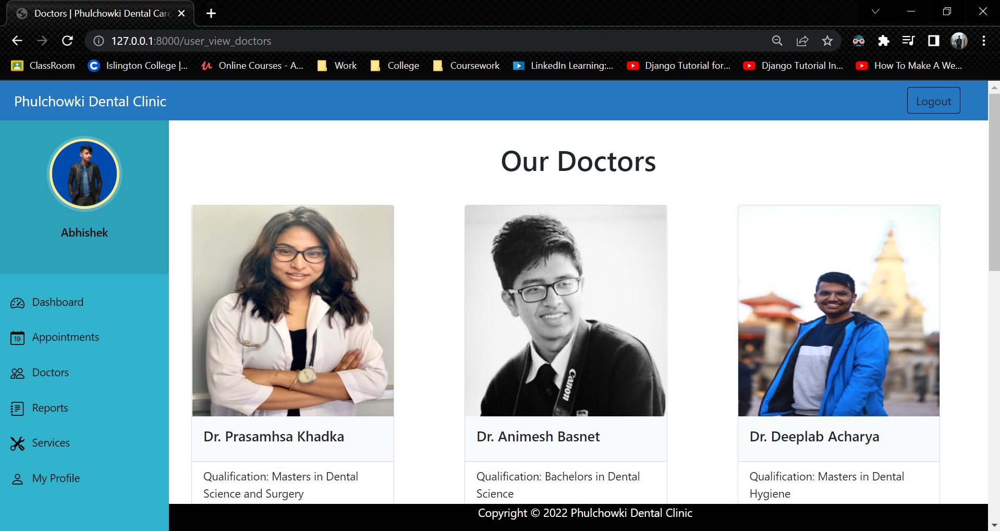 Doctors | Phulchowki Dental Care
127.0.0.1:8000/user_view_doctors
ClassRoom
Islington College |...
Online Courses - A...
Work
College
Coursework
LinkedIn Learning:...
Django Tutorial for...
Django Tutorial In...
How To Make A We...
Phulchowki Dental Clinic
Logout
Abhishek
Dashboard
19
Appointments
Doctors
Reports
Services
My Profile
Our Doctors
Canon
Dr. Prasamhsa Khadka
Qualification: Masters in Dental
Science and Surgery
Dr. Animesh Basnet
Qualification: Bachelors in Dental
Science
Dr. Deeplab Acharya
Qualification: Masters in Dental
Hygiene
Copyright © 2022 Phulchowki Dental Clinic